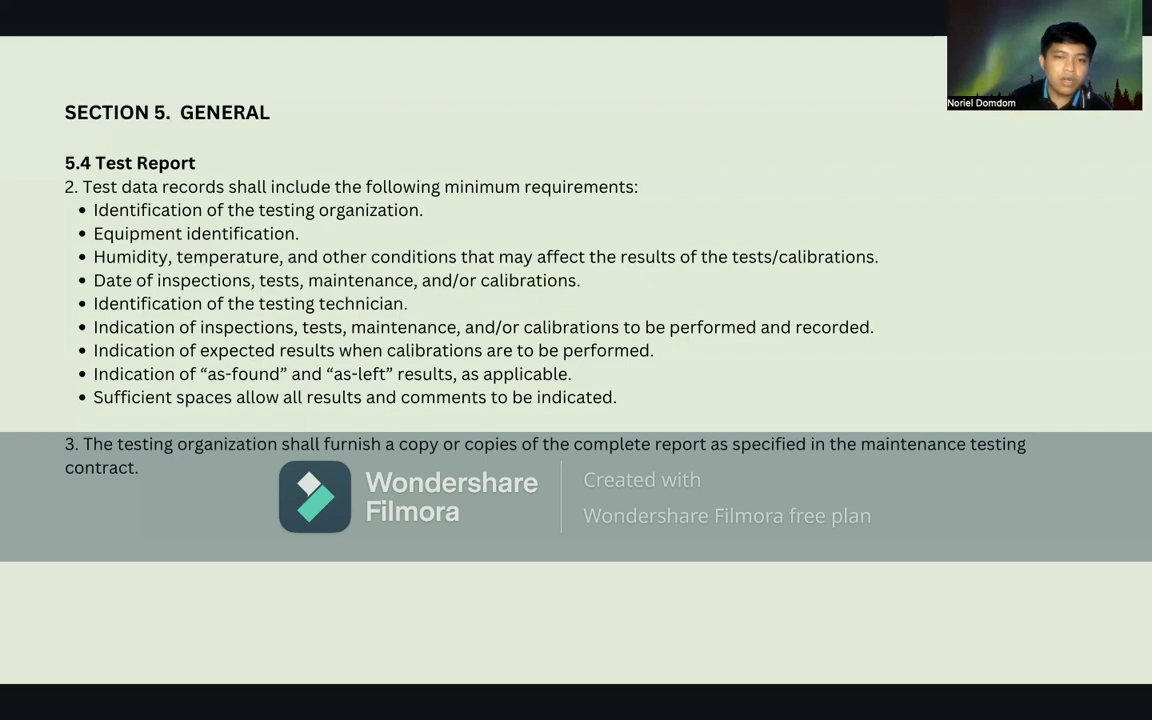 Noriel Domdom
SECTION 5.  GENERAL
5.4 Test Report
2. Test data records shall include the following minimum requirements:
• Identification of the testing organization.
• Equipment identification.
• Humidity, temperature, and other conditions that may affect the results of the tests/calibrations.
• Date of inspections, tests, maintenance, and/or calibrations.
• Identification of the testing technician.
• Indication of inspections, tests, maintenance, and/or calibrations to be performed and recorded.
• Indication of expected results when calibrations are to be performed.
• Indication of “as-found” and “as-left” results, as applicable.
• Sufficient spaces allow all results and comments to be indicated.
3. The testing organization shall furnish a copy or copies of the complete report as specified in the maintenance testing
contract.
Wondershare
Filmora
Created with
Wondershare Filmora free plan